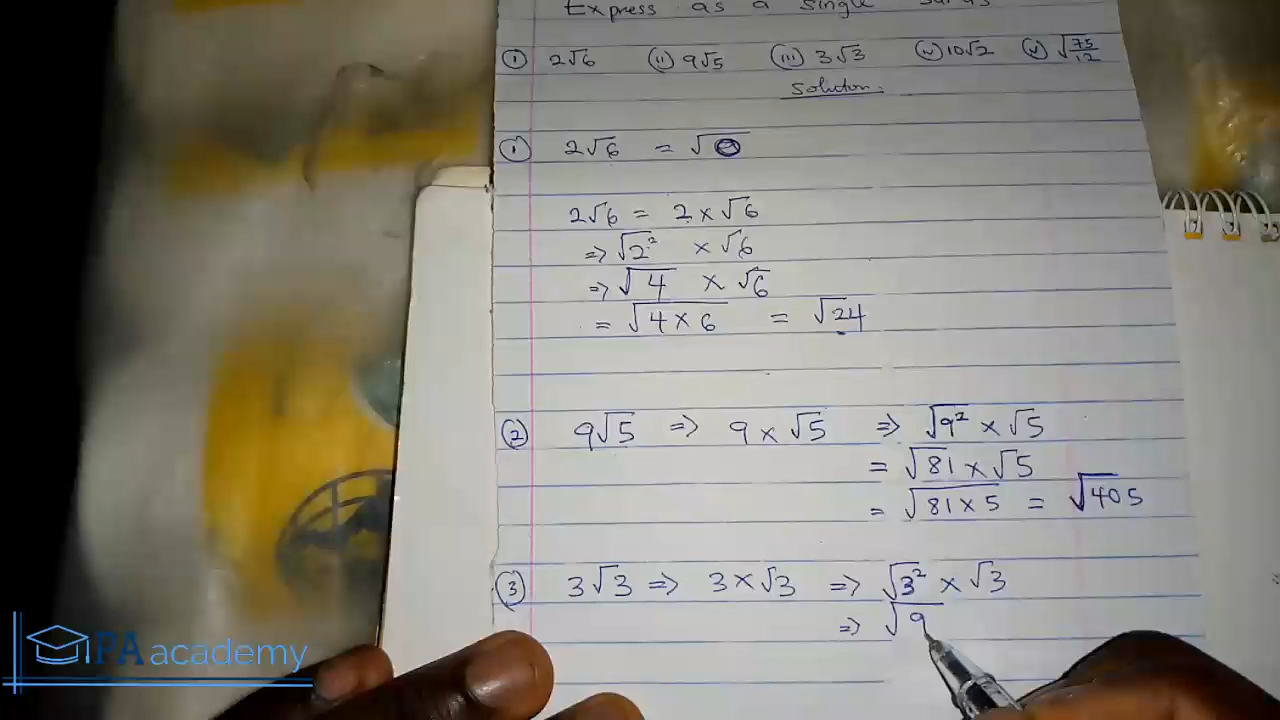 Express as a single surds
(i) 2√6 (ii) 9√5 (iii) 3√3 (iv) 10√2 (v) √75/12
Solution.
(1) 2√6 = √
2√6 = 2 × √6
⇒ √2² × √6
⇒ √4 × √6
= √4 × 6 = √24
(2) 9√5 ⇒ 9 × √5 ⇒ √9² × √5
= √81 × √5
= √81 × 5 = √405
(3) 3√3 ⇒ 3 × √3 ⇒ √3² × √3
⇒ √9
PA academy